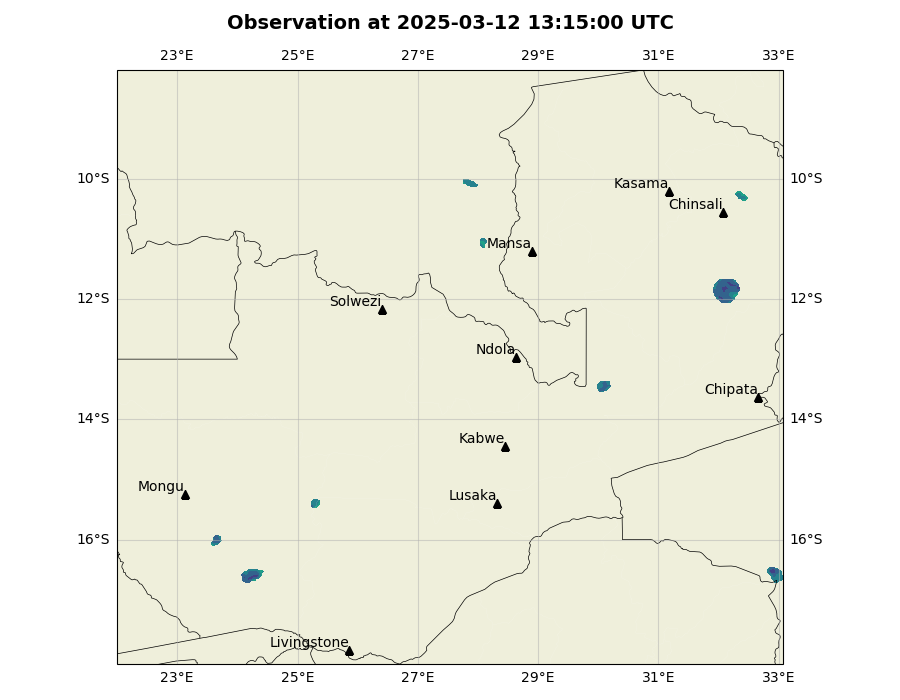 Observation at 2025-03-12 13:15:00 UTC
23°E 25°E 27°E 29°E 31°E 33°E
10°S 10°S
Kasama
Chinsali
Mansa
12°S 12°S
Solwezi
Ndola
Chipata
14°S 14°S
Kabwe
Mongu
Lusaka
16°S 16°S
Livingstone
23°E 25°E 27°E 29°E 31°E 33°E